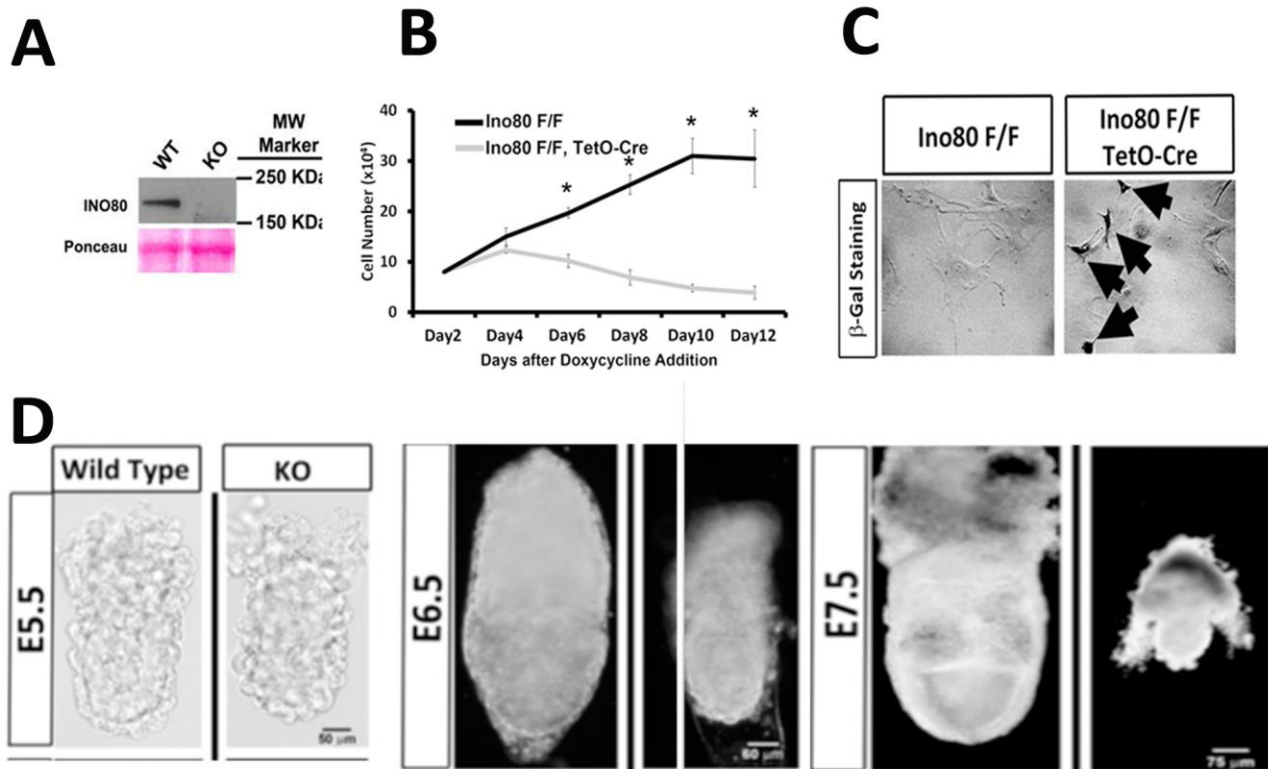 A
WT
KO
MW
Marker
250 KDa
INO80
150 KDa
Ponceau
B
40
30
20
10
0
Cell Number (x10⁴)
Ino80 F/F
Ino80 F/F, TetO-Cre
*
*
*
*
Day2 Day4 Day6 Day8 Day10 Day12
Days after Doxycycline Addition
C
Ino80 F/F
Ino80 F/F
TetO-Cre
β-Gal Staining
D
Wild Type
KO
E5.5
50 μm
E6.5
60 μm
E7.5
75 μm